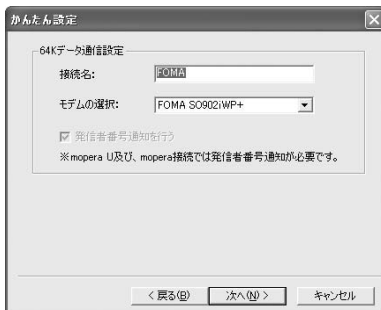 かんたん設定
64Kデータ通信設定
接続名: FOMA
モデムの選択: FOMA SO902iWP+
発信者番号通知を行う
※mopera U及び、mopera接続では発信者番号通知が必要です。
< 戻る(B) 次へ(N) > キャンセル